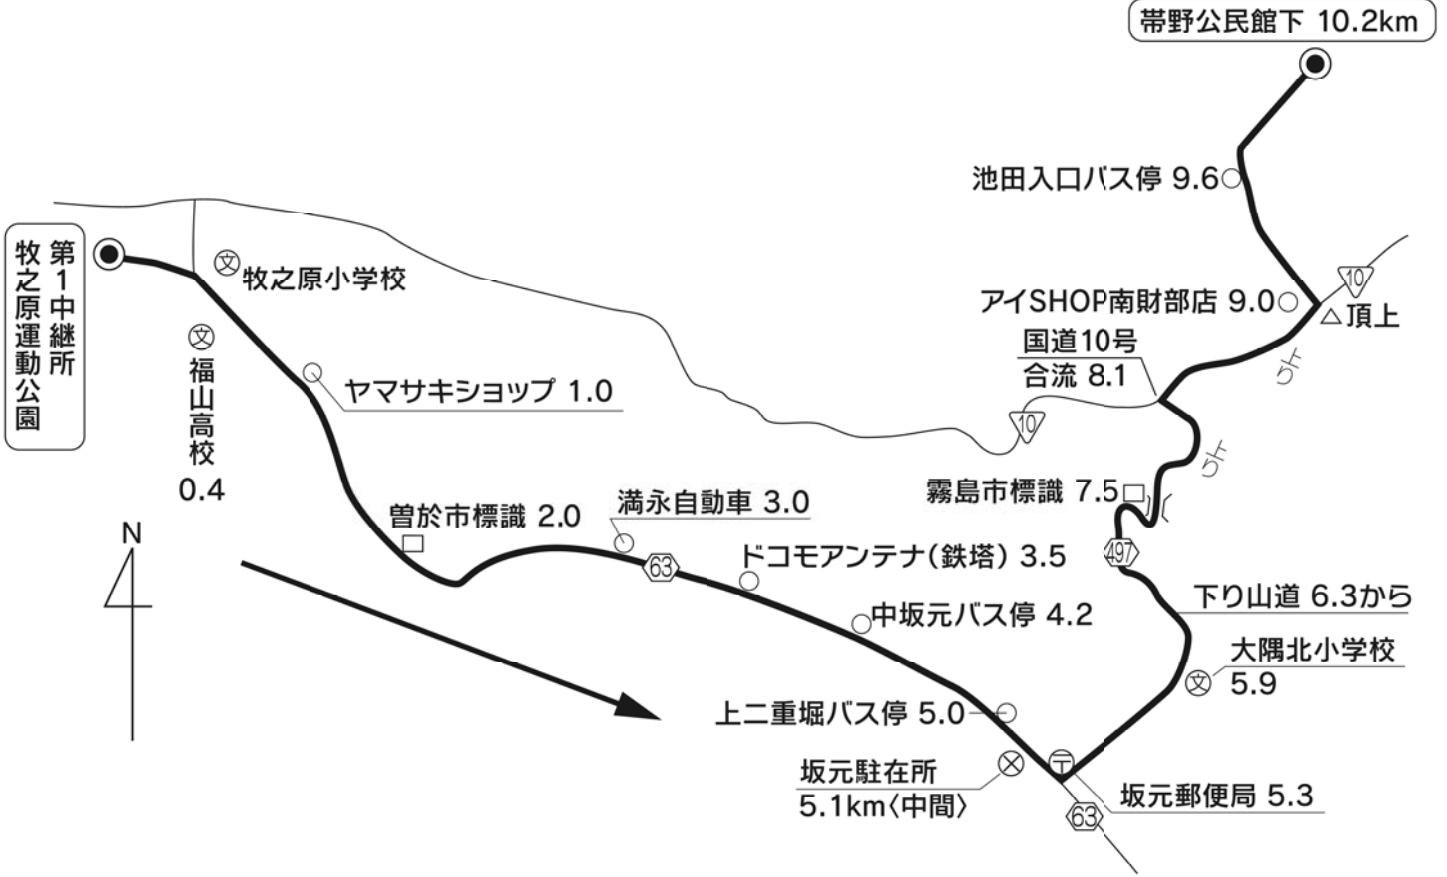 帯野公民館下 10.2km
池田入口バス停 9.6
アイSHOP南財部店 9.0
10
頂上
国道10号
合流 8.1
上り
10
上り
霧島市標識 7.5
497
下り山道 6.3から
大隅北小学校
文
5.9
第1中継所
牧之原運動公園
文
牧之原小学校
文
福山高校
0.4
ヤマサキショップ 1.0
曽於市標識 2.0
満永自動車 3.0
63
ドコモアンテナ(鉄塔) 3.5
中坂元バス停 4.2
上二重堀バス停 5.0
坂元駐在所
5.1km〈中間〉
〒
坂元郵便局 5.3
63
N